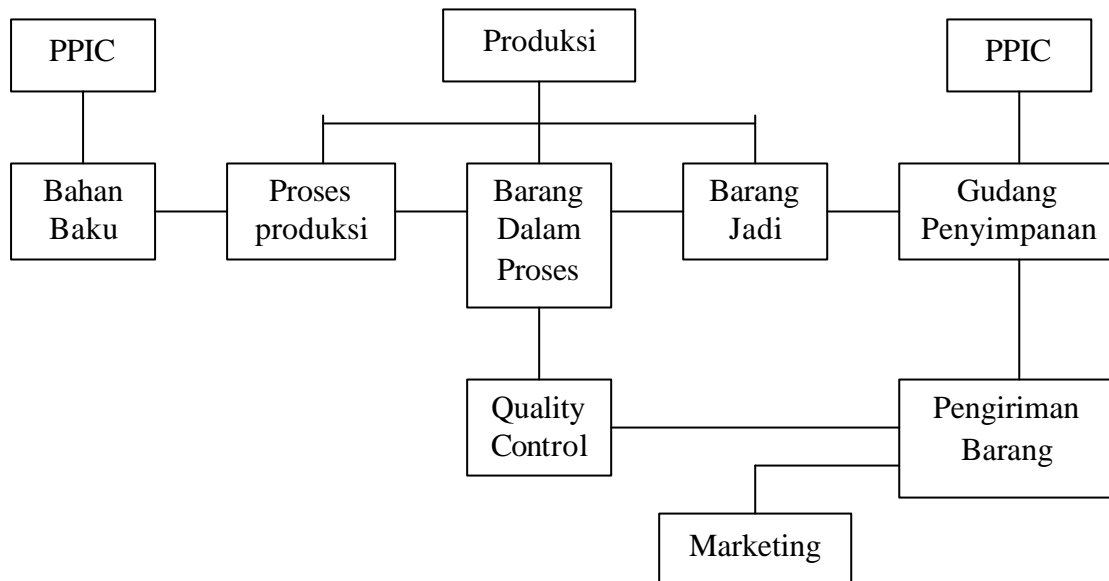 PPIC
Produksi
PPIC
Bahan
Baku
Proses
produksi
Barang
Dalam
Proses
Barang
Jadi
Gudang
Penyimpanan
Quality
Control
Pengiriman
Barang
Marketing